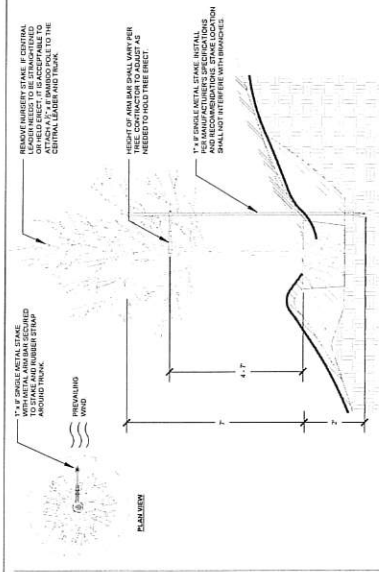 1" x 9' SINGLE METAL STAKE
WITH METAL ARM BAR SECURED
TO STAKE AND RUBBER STRAP
AROUND TRUNK.
PREVAILING
WIND
PLAN VIEW
REMOVE NURSERY STAKE. IF CENTRAL
LEADER NEEDS TO BE STRAIGHTENED
OR HELD ERECT, IT IS ACCEPTABLE TO
ATTACH A x 8' BAMBOO POLE TO THE
CENTRAL LEADER AND TRUNK.
HEIGHT OF ARM BAR SHALL VARY PER
TREE. CONTRACTOR TO ADJUST AS
NEEDED TO HOLD TREE ERECT.
1" x 9' SINGLE METAL STAKE. INSTALL
PER MANUFACTURER'S SPECIFICATIONS
AND RECOMMENDATIONS. STAKE LOCATION
SHALL NOT INTERFERE WITH BRANCHES.
4' - 7'
7'
2'